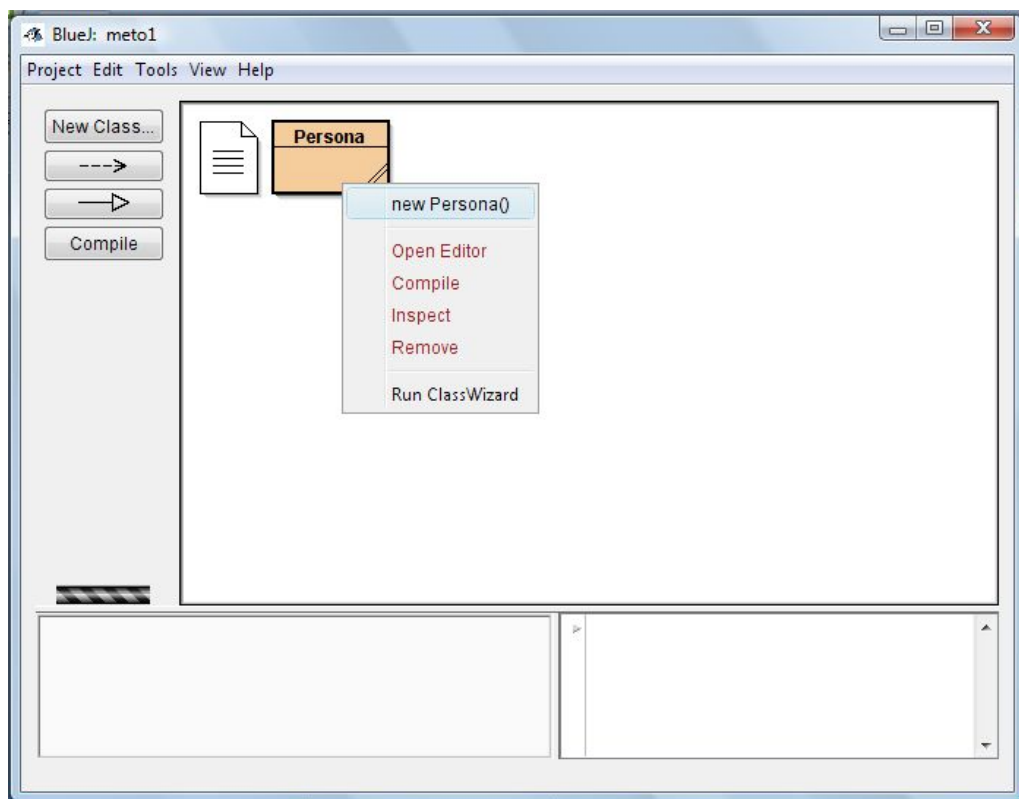 BlueJ: meto1
Project Edit Tools View Help
New Class...
Persona
new Persona()
Compile
Open Editor
Compile
Inspect
Remove
Run ClassWizard